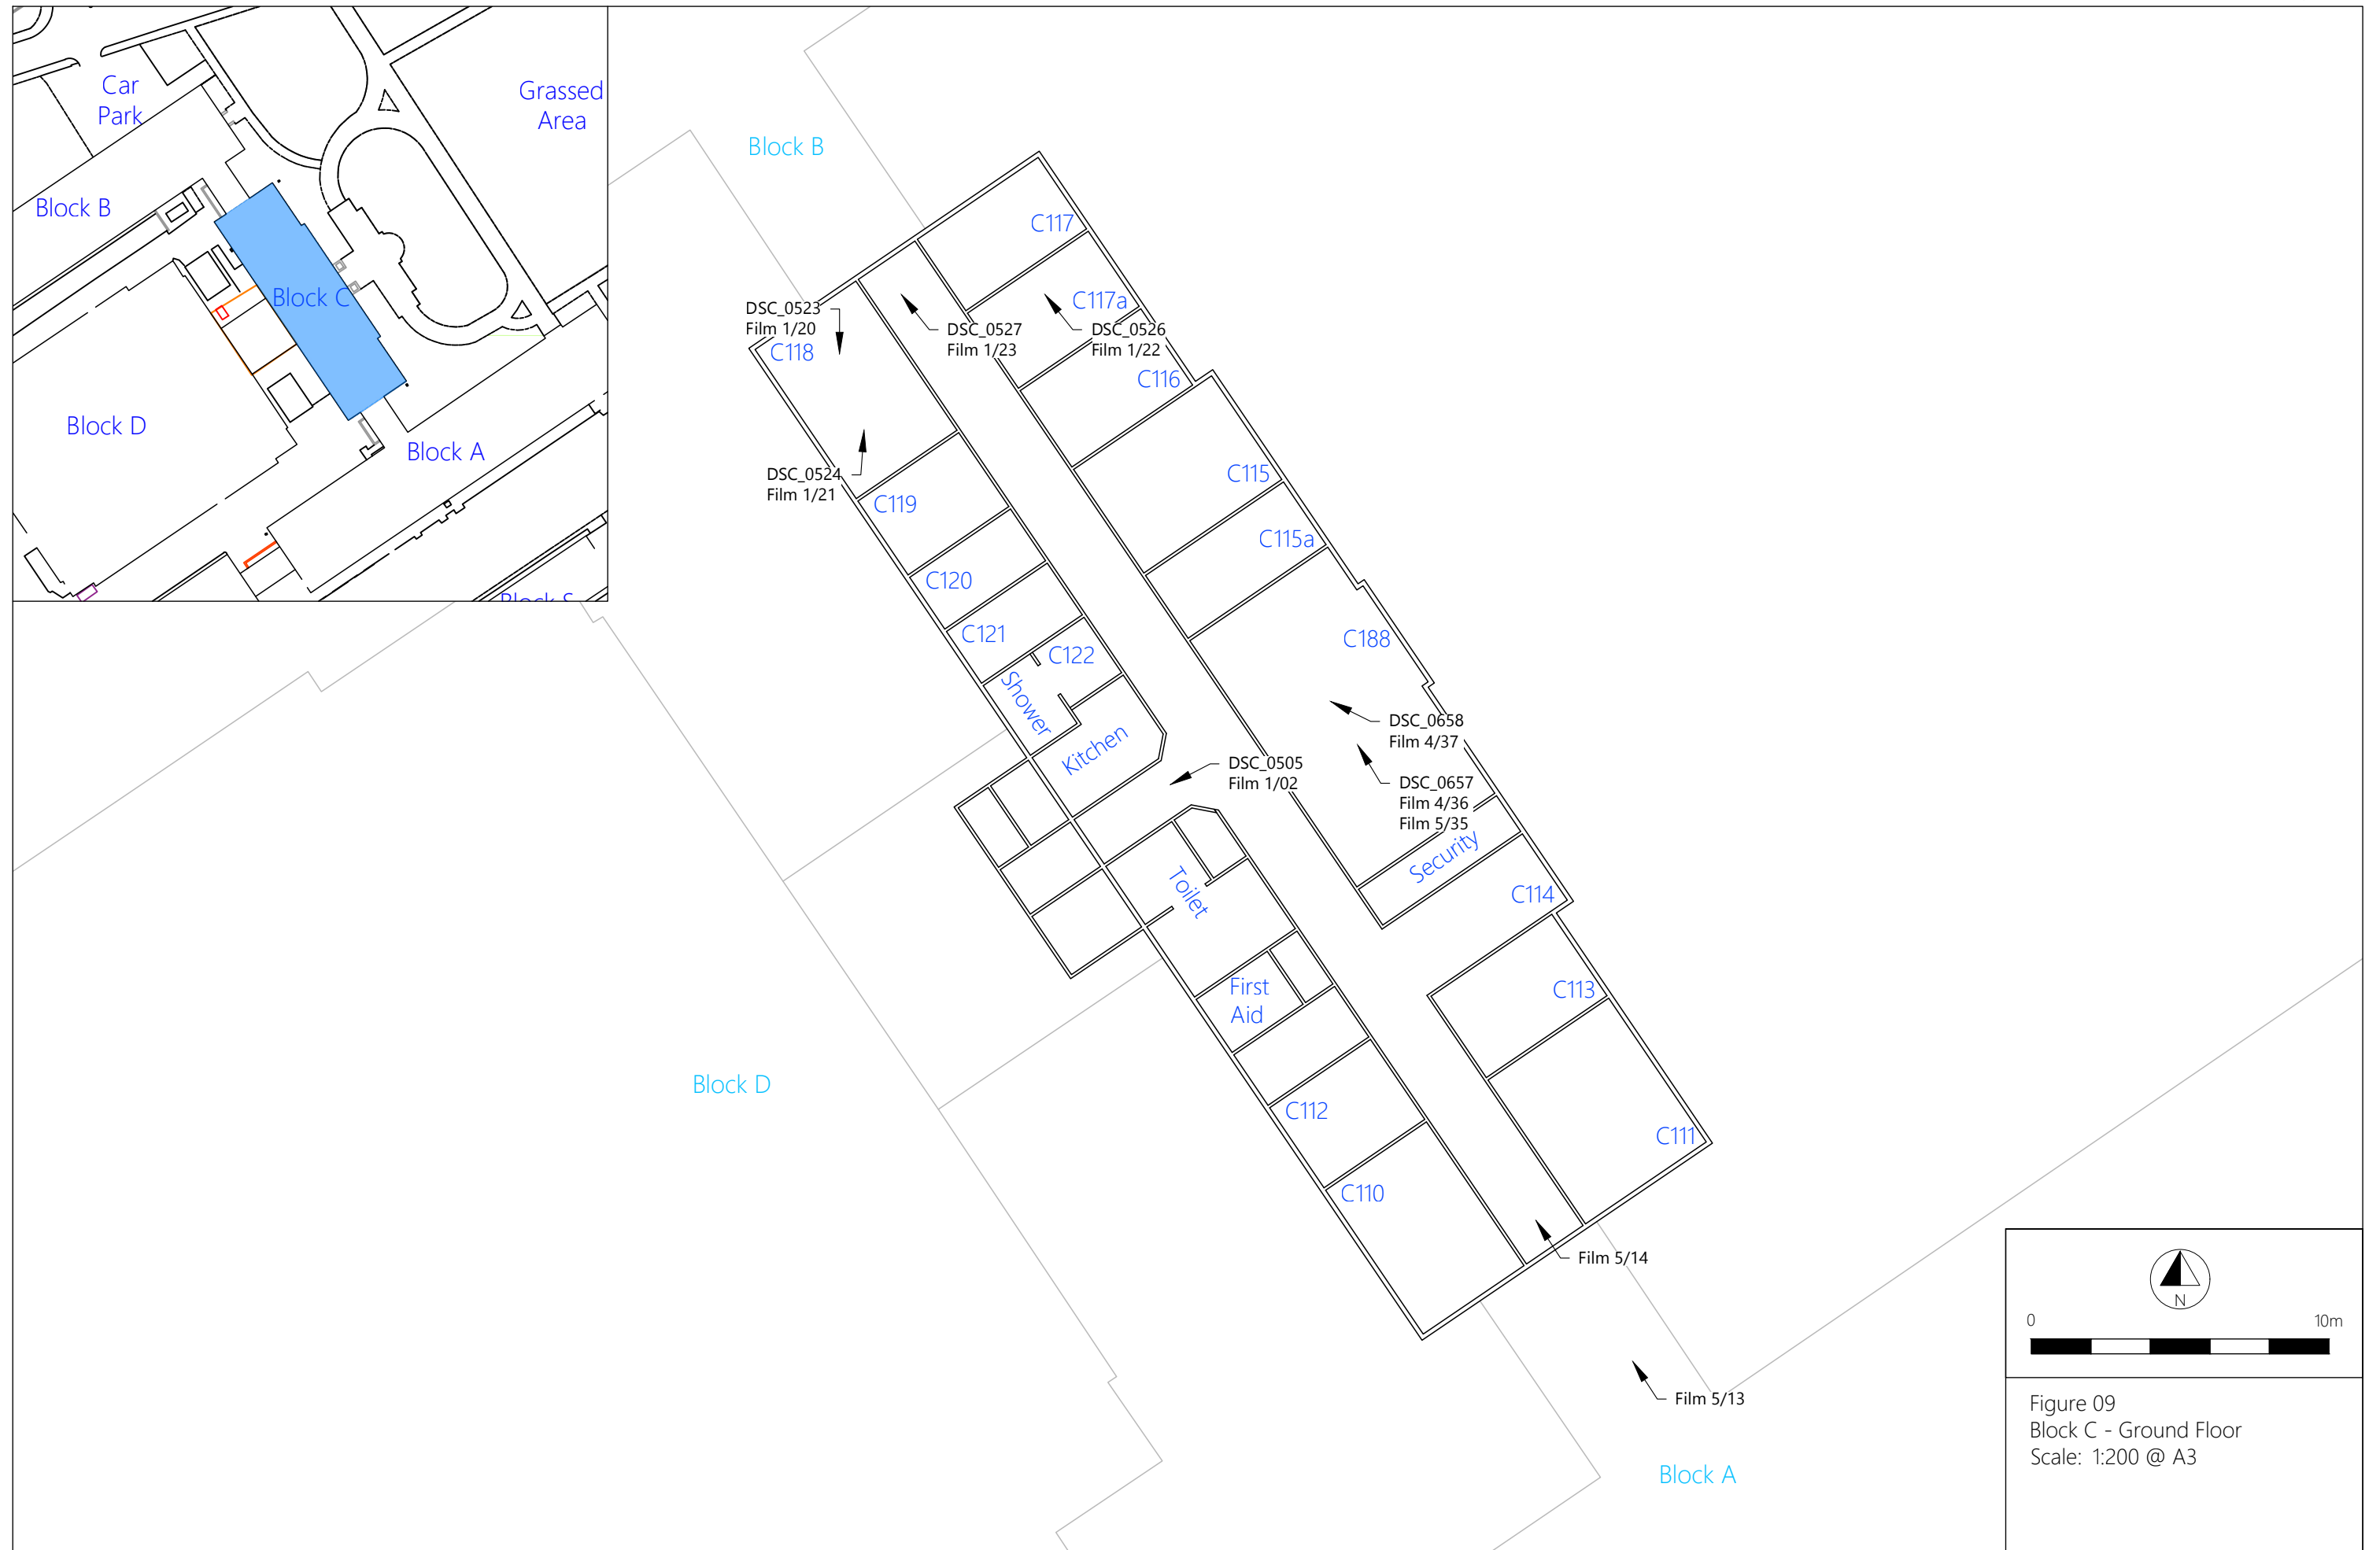 Car
Park
Grassed
Area
Block B
Block C
Block D
Block A
Block S
Block B
C117
C117a
DSC_0523
Film 1/20
C118
DSC_0527
Film 1/23
DSC_0526
Film 1/22
C116
DSC_0524
Film 1/21
C119
C115
C115a
C120
C121
C122
C188
Shower
Kitchen
DSC_0658
Film 4/37
DSC_0505
Film 1/02
DSC_0657
Film 4/36
Film 5/35
Security
Toilet
C114
First
Aid
C113
Block D
C112
C111
C110
Film 5/14
Film 5/13
Block A
N
0 10m
Figure 09
Block C - Ground Floor
Scale: 1:200 @ A3